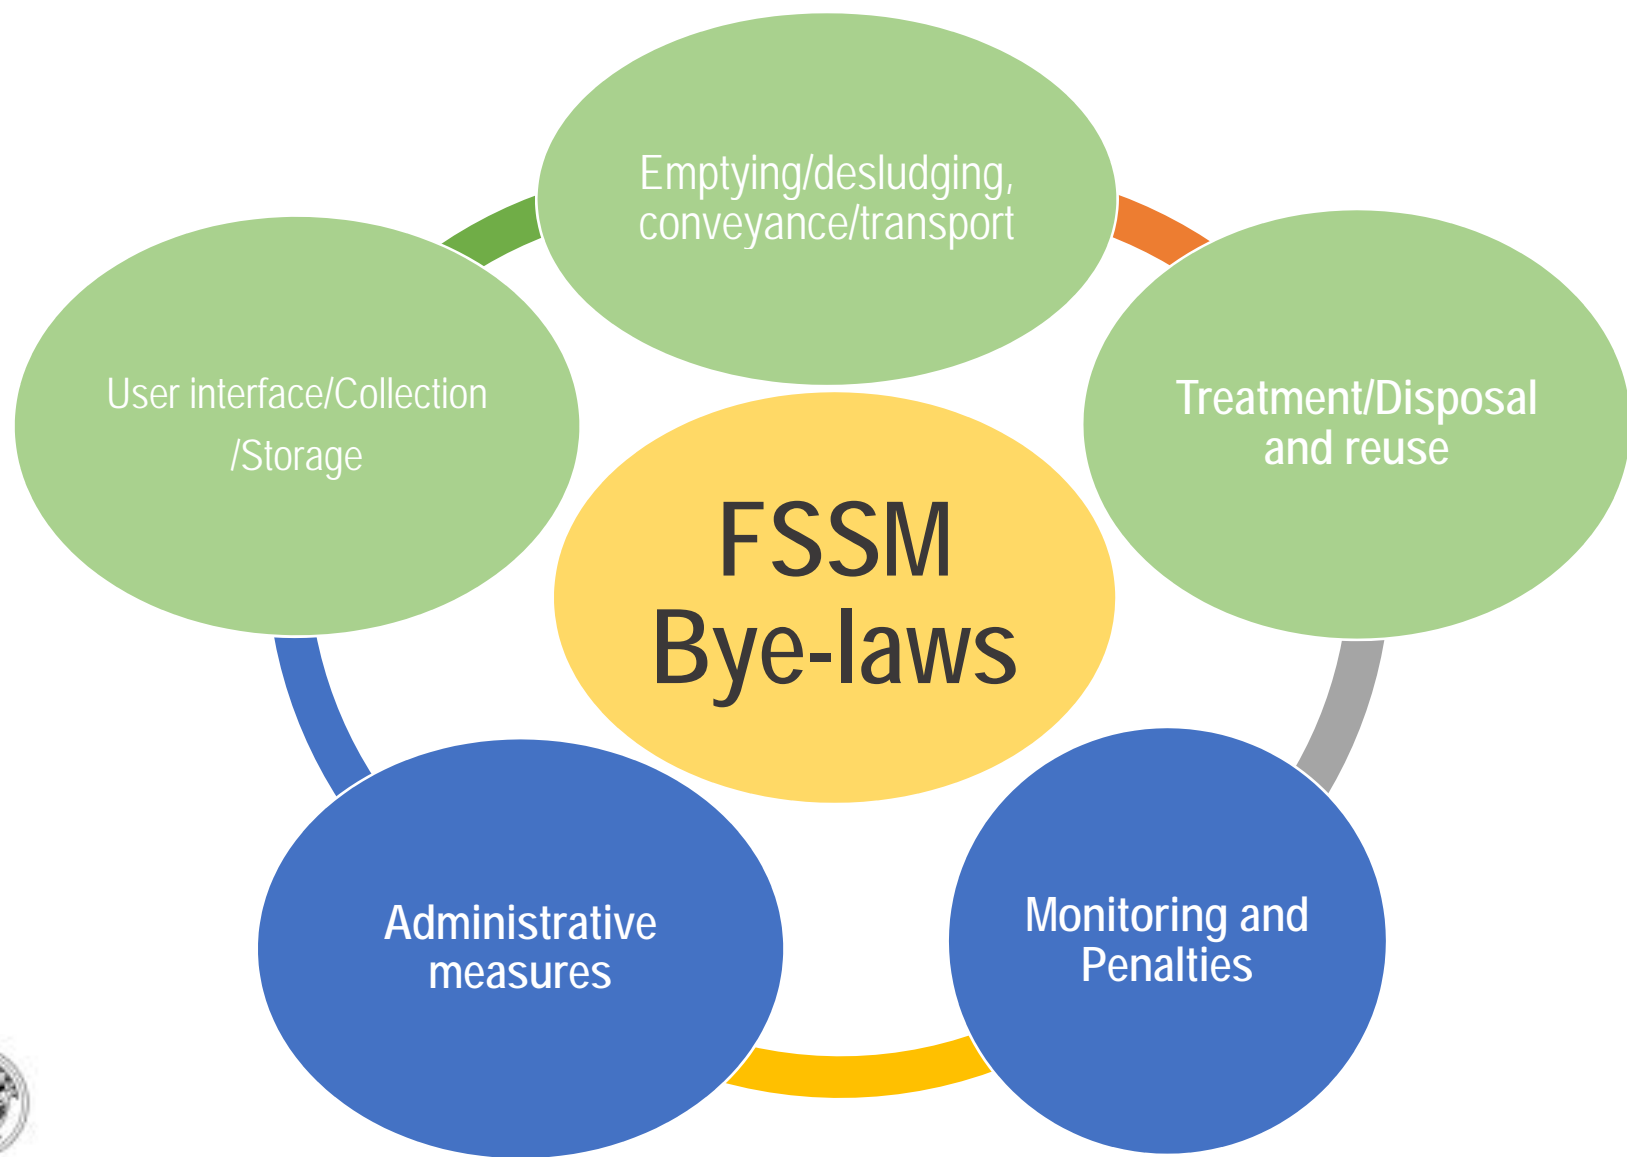 Emptying/desludging,
conveyance/transport
User interface/Collection
/Storage
Treatment/Disposal
and reuse
FSSM
Bye-laws
Administrative
measures
Monitoring and
Penalties